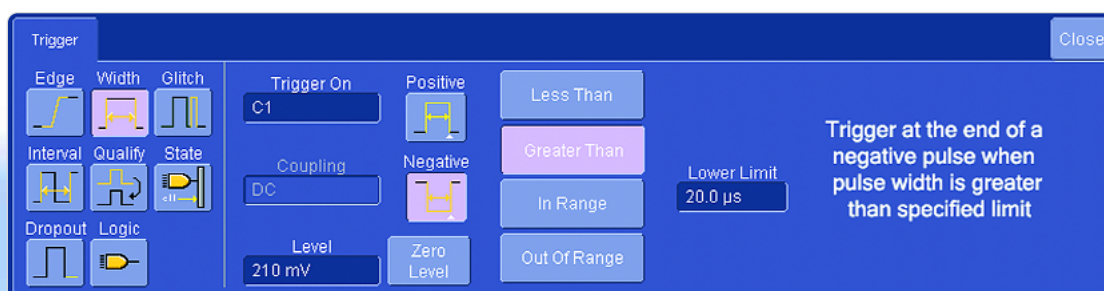 Trigger
Close
Edge Width Glitch
Interval Qualify State
Dropout Logic
Trigger On
C1
Coupling
DC
Level
210 mV
Zero
Level
Positive
Negative
Less Than
Greater Than
In Range
Out Of Range
Lower Limit
20.0 µs
Trigger at the end of a
negative pulse when
pulse width is greater
than specified limit